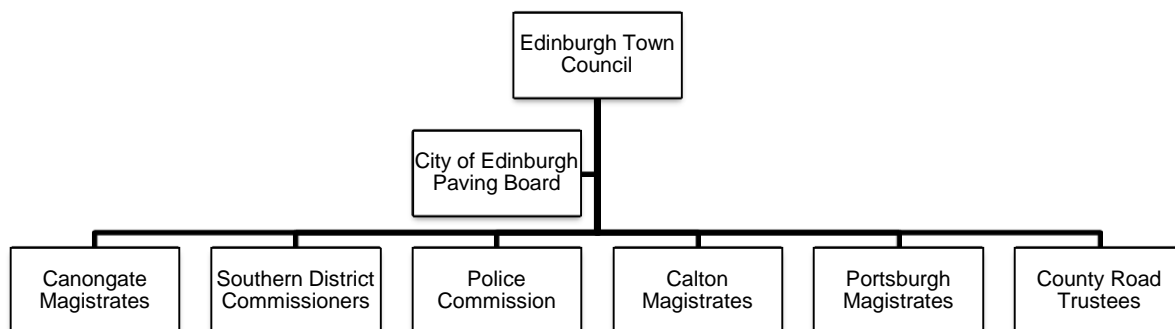 Edinburgh Town
Council
City of Edinburgh
Paving Board
Canongate
Magistrates
Southern District
Commissioners
Police
Commission
Calton
Magistrates
Portsburgh
Magistrates
County Road
Trustees